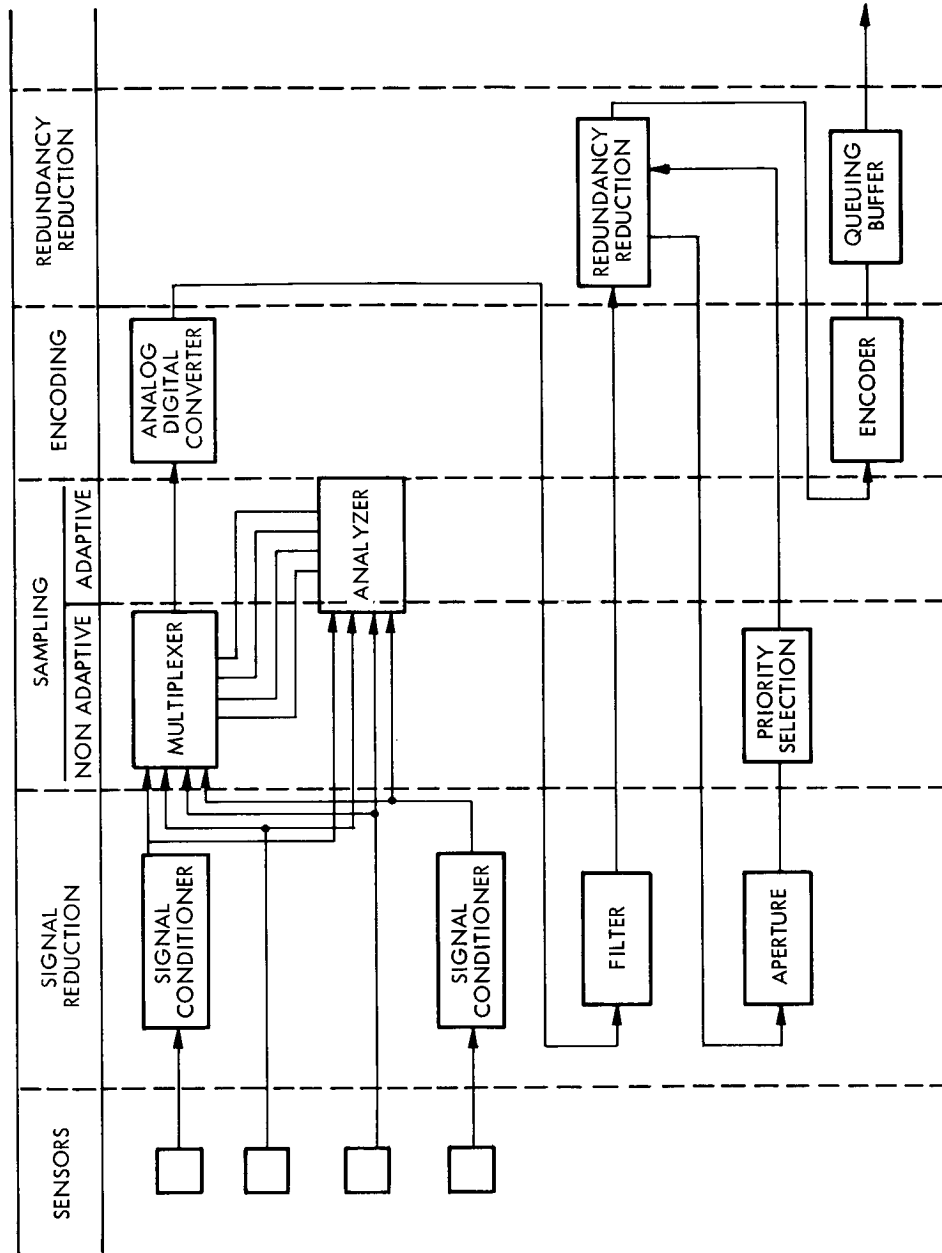 SENSORS
SIGNAL
REDUCTION
SAMPLING
NON ADAPTIVE
ADAPTIVE
ENCODING
REDUNDANCY
REDUCTION
SIGNAL
CONDITIONER
MULTIPLEXER
ANALOG
DIGITAL
CONVERTER
ANALYZER
SIGNAL
CONDITIONER
FILTER
REDUNDANCY
REDUCTION
APERTURE
PRIORITY
SELECTION
ENCODER
QUEUING
BUFFER